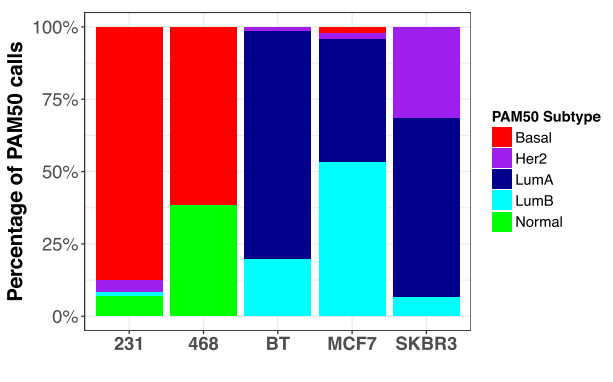 Percentage of PAM50 calls
100%
75%
50%
25%
0%
231 468 BT MCF7 SKBR3
PAM50 Subtype
Basal
Her2
LumA
LumB
Normal